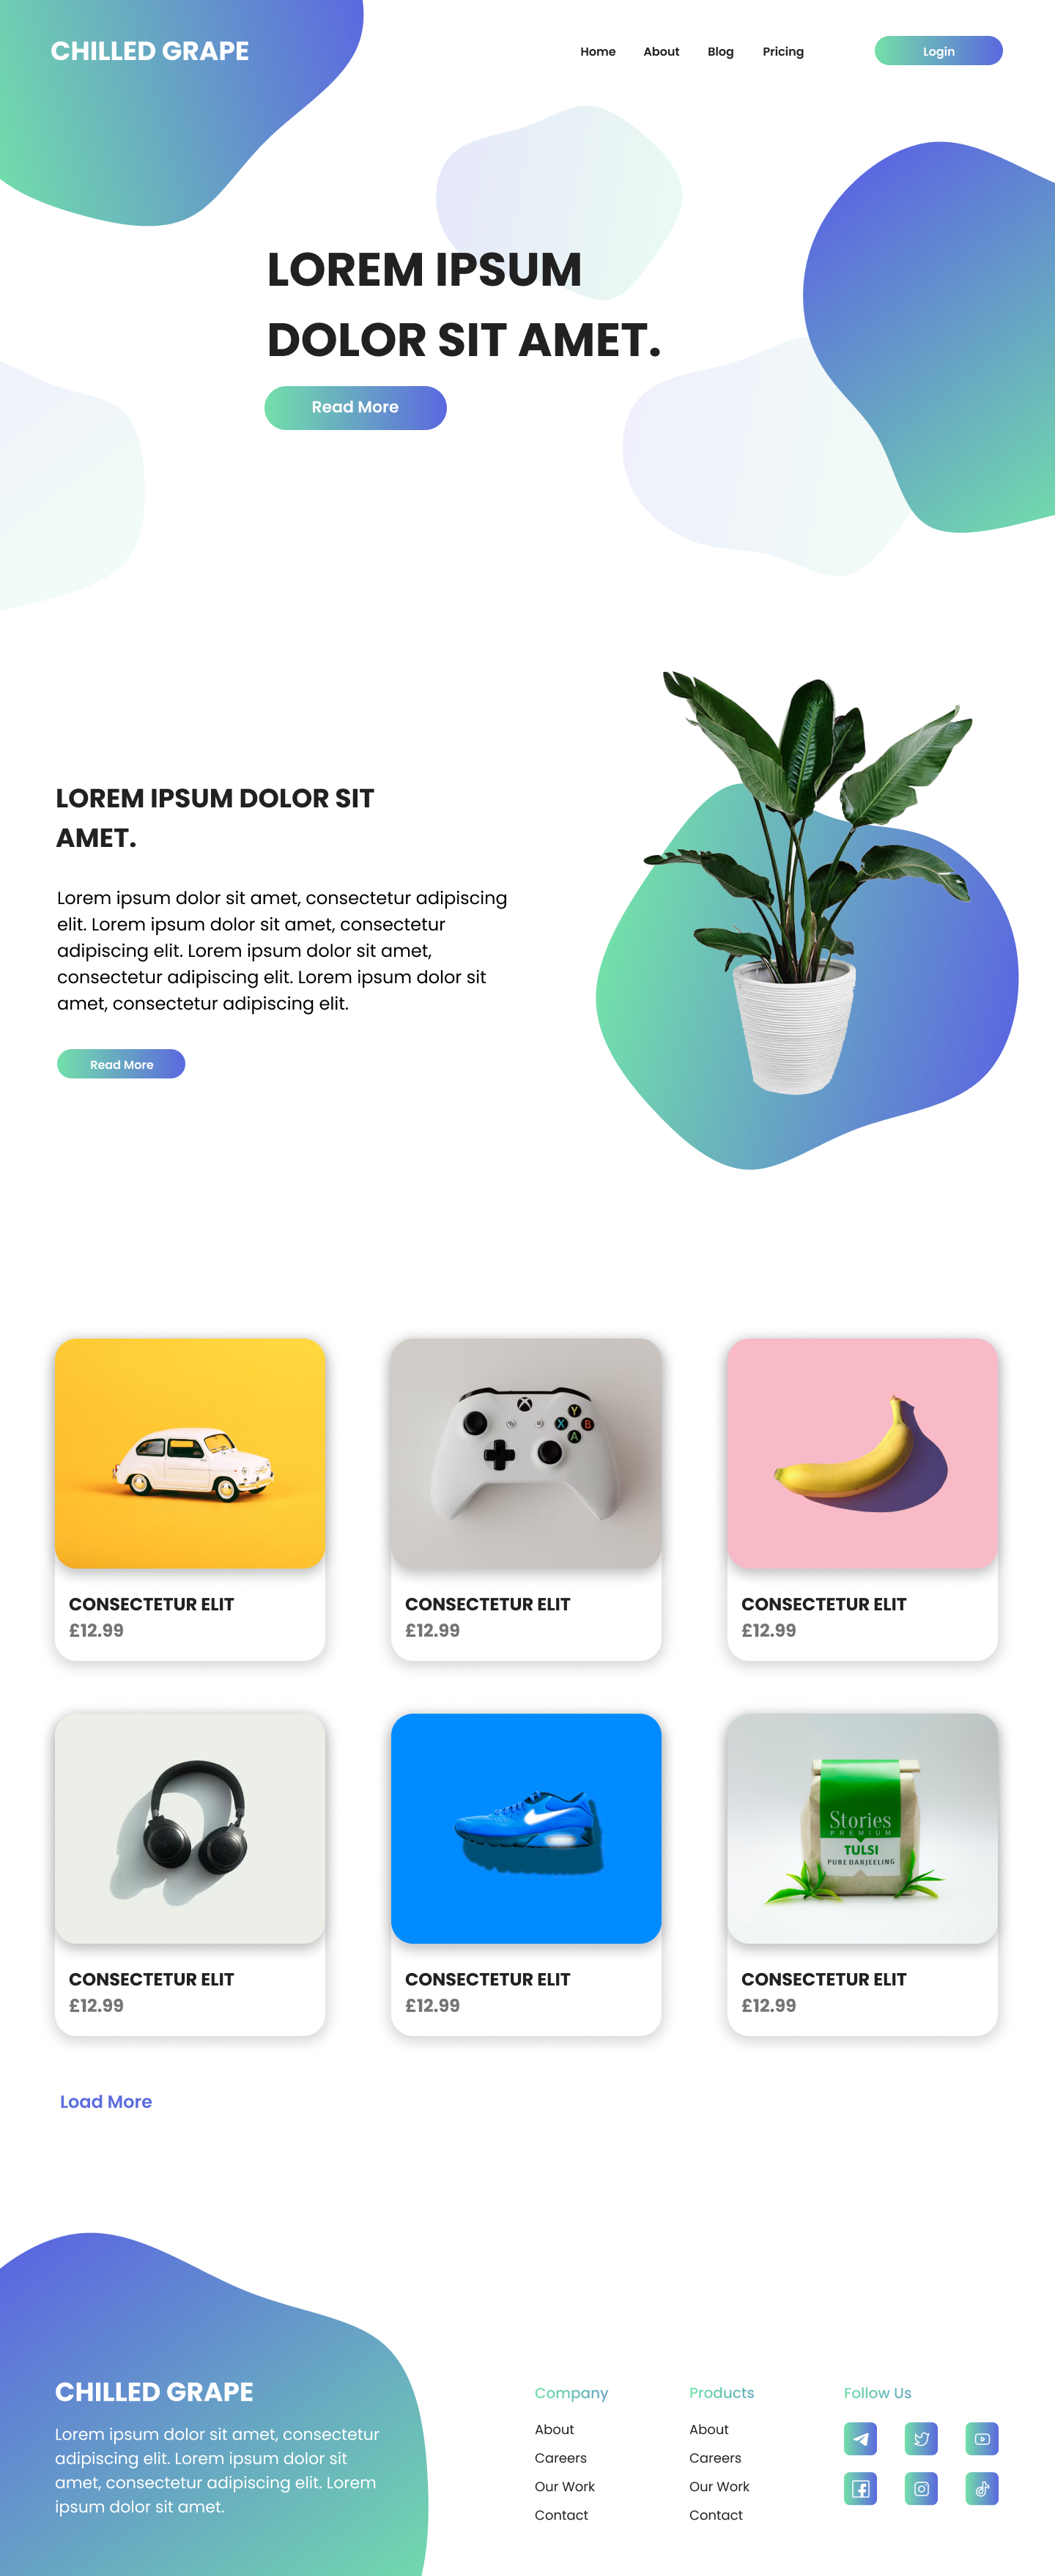 CHILLED GRAPE
Home About Blog Pricing Login
LOREM IPSUM
DOLOR SIT AMET.
Read More
LOREM IPSUM DOLOR SIT
AMET.
Lorem ipsum dolor sit amet, consectetur adipiscing
elit. Lorem ipsum dolor sit amet, consectetur
adipiscing elit. Lorem ipsum dolor sit amet,
consectetur adipiscing elit. Lorem ipsum dolor sit
amet, consectetur adipiscing elit.
Read More
Y
X B
A
CONSECTETUR ELIT
£12.99
CONSECTETUR ELIT
£12.99
CONSECTETUR ELIT
£12.99
Stories
PREMIUM
TULSI
PURE DARJEELING
CONSECTETUR ELIT
£12.99
CONSECTETUR ELIT
£12.99
CONSECTETUR ELIT
£12.99
Load More
CHILLED GRAPE
Lorem ipsum dolor sit amet, consectetur
adipiscing elit. Lorem ipsum dolor sit
amet, consectetur adipiscing elit. Lorem
ipsum dolor sit amet.
Company
About
Careers
Our Work
Contact
Products
About
Careers
Our Work
Contact
Follow Us